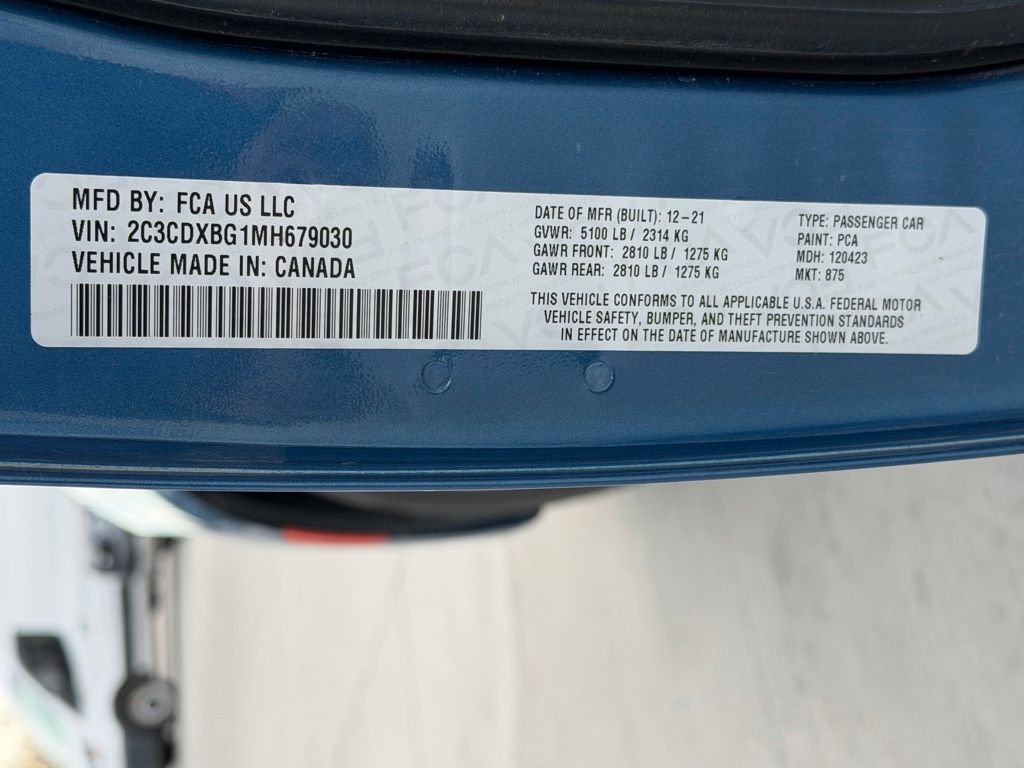 MFD BY: FCA US LLC
VIN: 2C3CDXBG1MH679030
VEHICLE MADE IN: CANADA
DATE OF MFR (BUILT): 12-21
GVWR: 5100 LB / 2314 KG
GAWR FRONT: 2810 LB / 1275 KG
GAWR REAR: 2810 LB / 1275 KG
TYPE: PASSENGER CAR
PAINT: PCA
MDH: 120423
MKT: 875
THIS VEHICLE CONFORMS TO ALL APPLICABLE U.S.A. FEDERAL MOTOR
VEHICLE SAFETY, BUMPER, AND THEFT PREVENTION STANDARDS
IN EFFECT ON THE DATE OF MANUFACTURE SHOWN ABOVE.